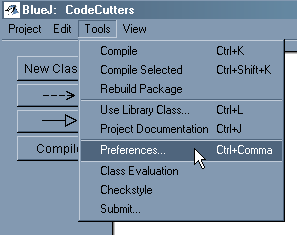 BlueJ: CodeCutters
Project Edit Tools View
New Clas
Compile
Compile Ctrl+K
Compile Selected Ctrl+Shift+K
Rebuild Package
Use Library Class... Ctrl+L
Project Documentation Ctrl+J
Preferences... Ctrl+Comma
Class Evaluation
Checkstyle
Submit...